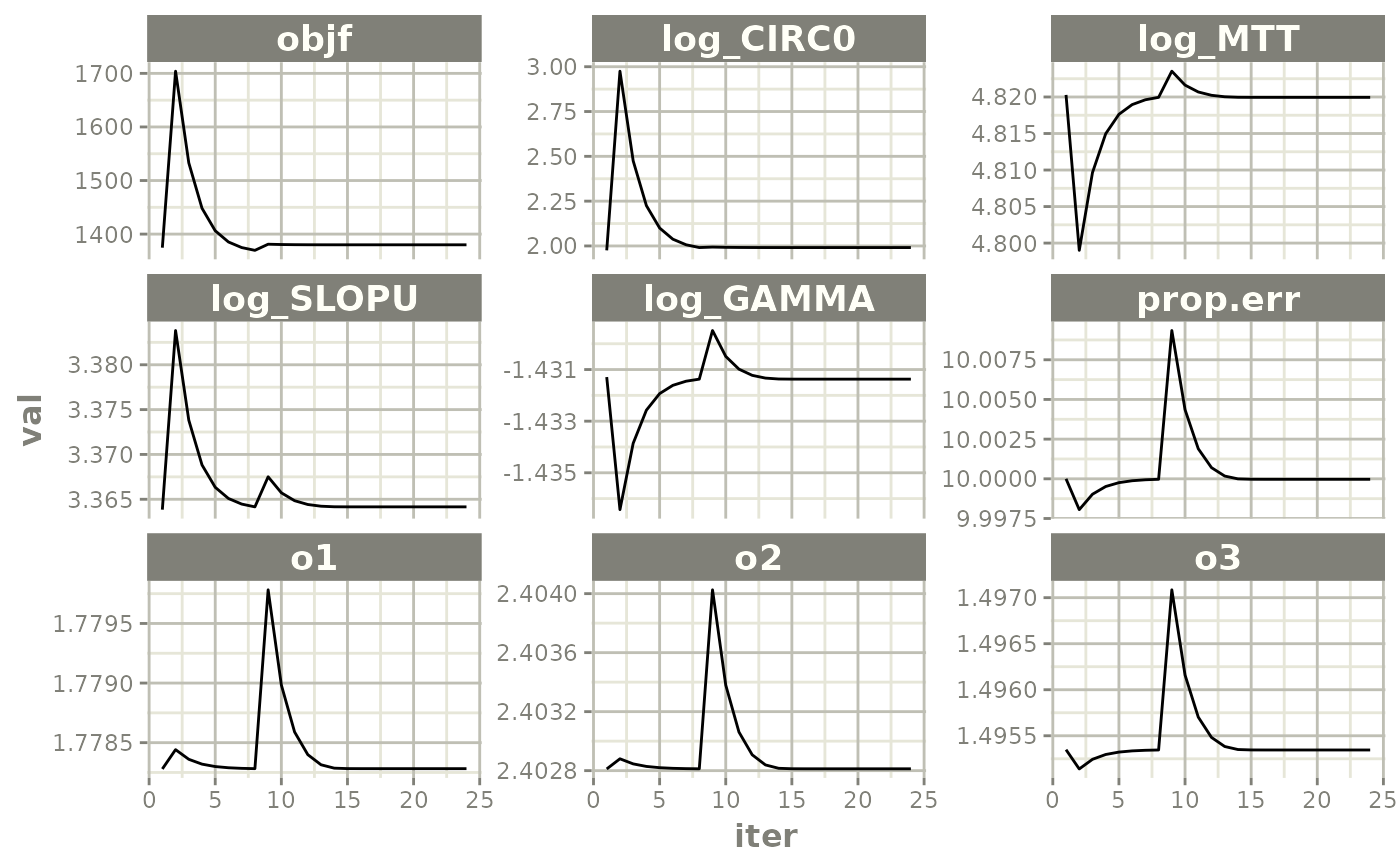 objf
log_CIRC0
log_MTT
1700
1600
1500
1400
3.00
2.75
2.50
2.25
2.00
4.820
4.815
4.810
4.805
4.800
log_SLOPU
log_GAMMA
prop.err
3.380
3.375
3.370
3.365
-1.431
-1.433
-1.435
10.0075
10.0050
10.0025
10.0000
9.9975
o1
o2
o3
1.7795
1.7790
1.7785
2.4040
2.4036
2.4032
2.4028
1.4970
1.4965
1.4960
1.4955
0 5 10 15 20 25
0 5 10 15 20 25
0 5 10 15 20 25
val
iter